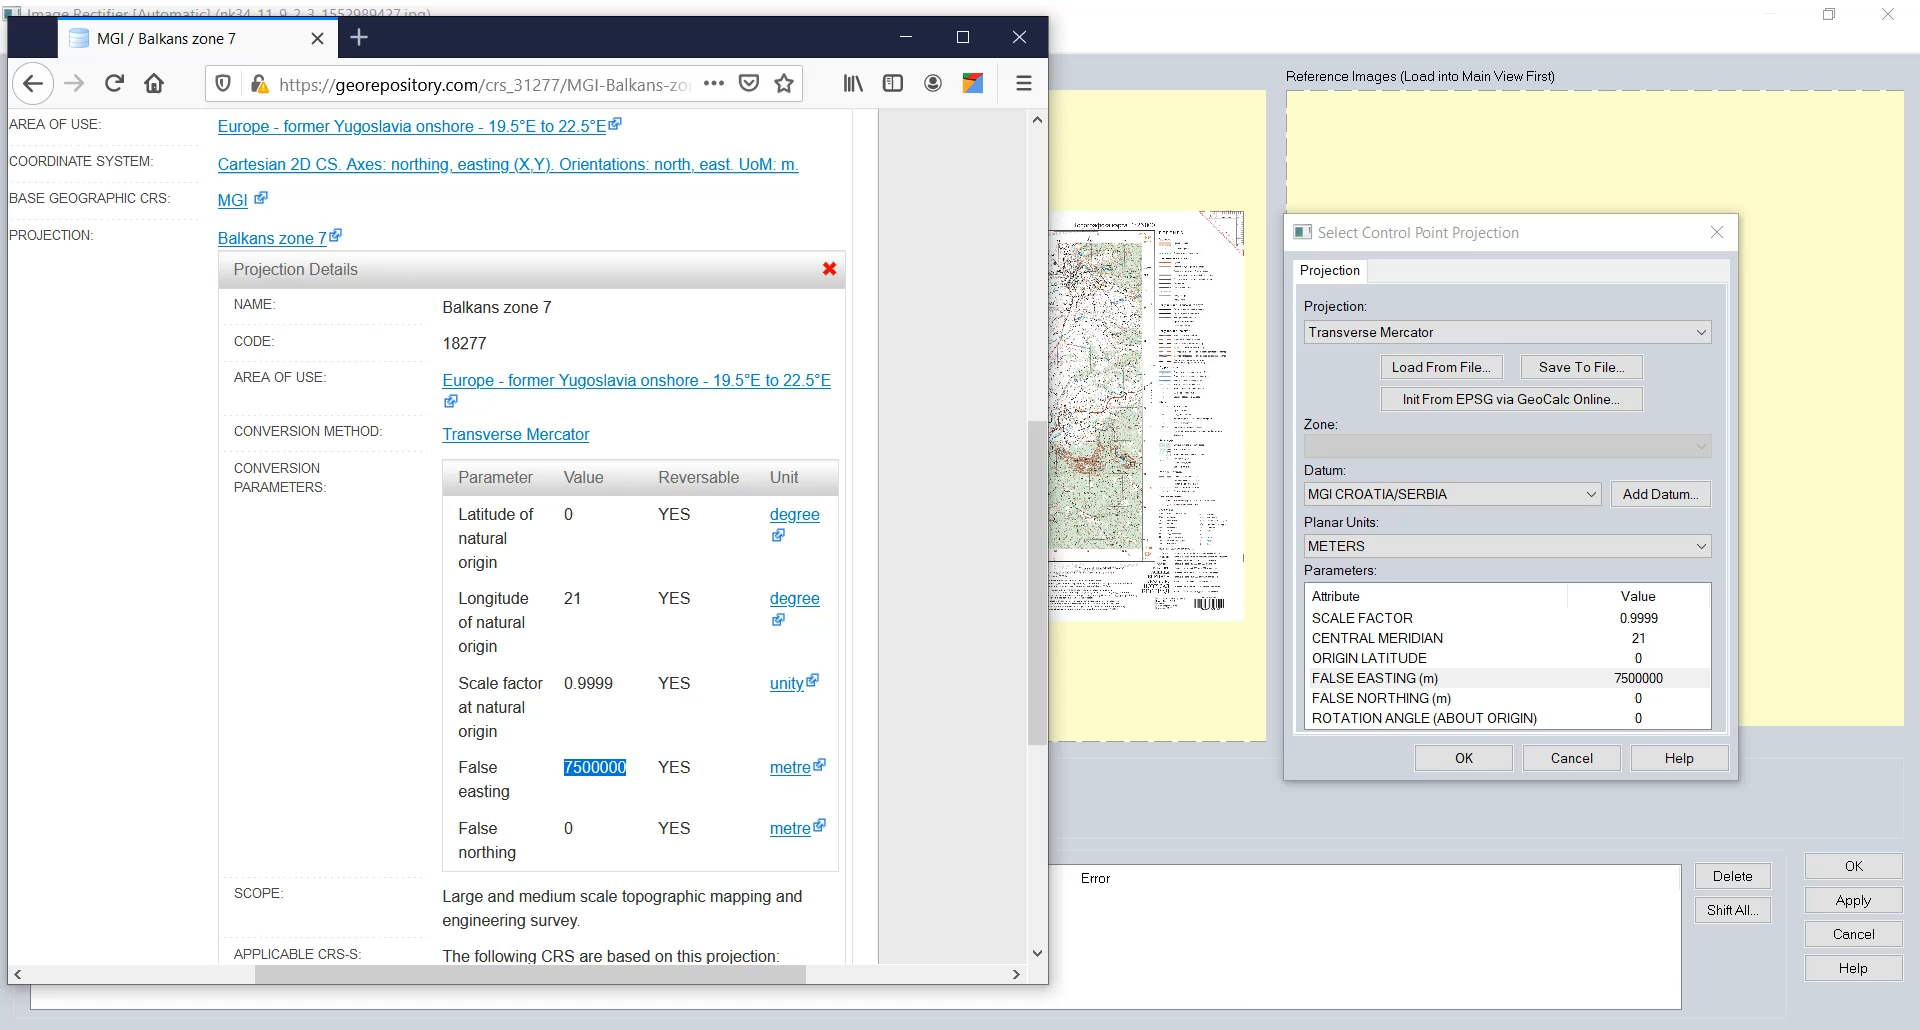 Image Rectifier [Automatic] (nk34_11_9_2_3_1552989427.jpg)
MGI / Balkans zone 7
https://georepository.com/crs_31277/MGI-Balkans-zo
AREA OF USE:
Europe - former Yugoslavia onshore - 19.5°E to 22.5°E
COORDINATE SYSTEM:
Cartesian 2D CS. Axes: northing, easting (X,Y). Orientations: north, east. UoM: m.
BASE GEOGRAPHIC CRS:
MGI
PROJECTION:
Balkans zone 7
Projection Details
NAME:
Balkans zone 7
CODE:
18277
AREA OF USE:
Europe - former Yugoslavia onshore - 19.5°E to 22.5°E
CONVERSION METHOD:
Transverse Mercator
CONVERSION
PARAMETERS:
Parameter Value Reversable Unit
Latitude of 0 YES degree
natural
origin
Longitude 21 YES degree
of natural
origin
Scale factor 0.9999 YES unity
at natural
origin
False 7500000 YES metre
easting
False 0 YES metre
northing
SCOPE:
Large and medium scale topographic mapping and
engineering survey.
APPLICABLE CRS-S:
The following CRS are based on this projection:
Reference Images (Load into Main View First)
Select Control Point Projection
Projection
Projection:
Transverse Mercator
Load From File...
Save To File...
Init From EPSG via GeoCalc Online...
Zone:
Datum:
MGI CROATIA/SERBIA
Add Datum...
Planar Units:
METERS
Parameters:
Attribute Value
SCALE FACTOR 0.9999
CENTRAL MERIDIAN 21
ORIGIN LATITUDE 0
FALSE EASTING (m) 7500000
FALSE NORTHING (m) 0
ROTATION ANGLE (ABOUT ORIGIN) 0
OK
Cancel
Help
Error
Delete
Shift All...
OK
Apply
Cancel
Help